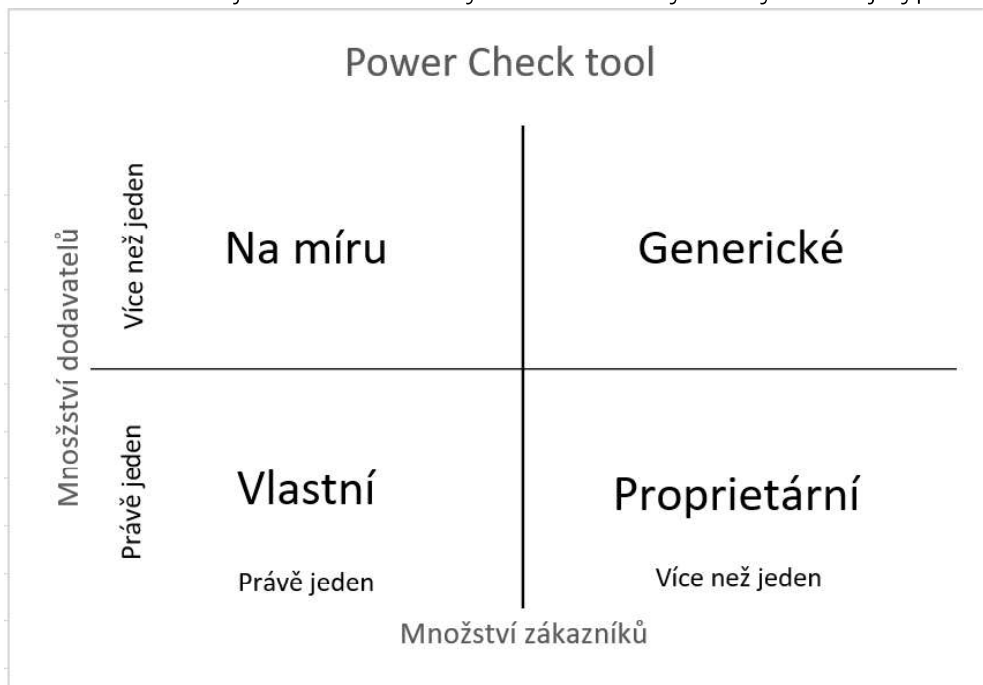 Power Check tool
Množství dodavatelů
Více než jeden
Na míru
Generické
Právě jeden
Vlastní
Proprietární
Právě jeden
Více než jeden
Množství zákazníků